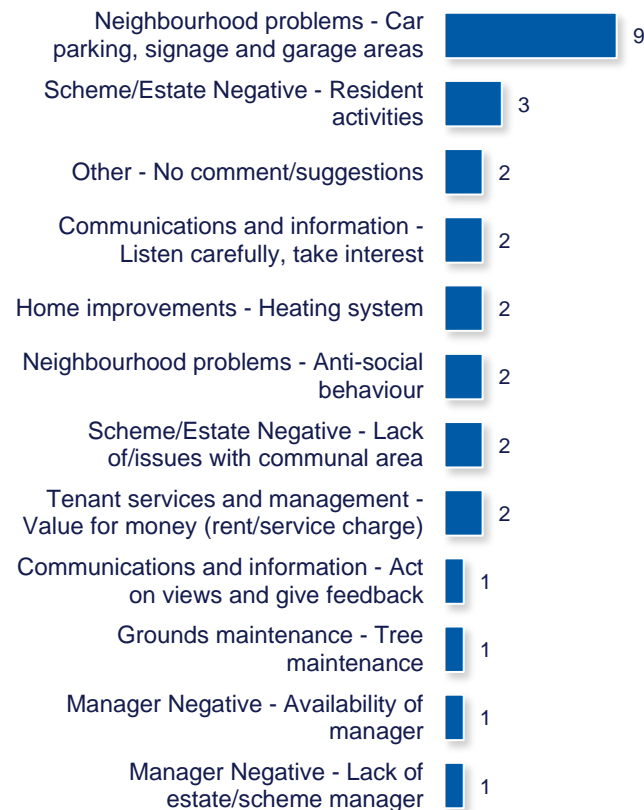 Neighbourhood problems - Car
parking, signage and garage areas
9
Scheme/Estate Negative - Resident
activities
3
Other - No comment/suggestions
2
Communications and information -
Listen carefully, take interest
2
Home improvements - Heating system
2
Neighbourhood problems - Anti-social
behaviour
2
Scheme/Estate Negative - Lack
of/issues with communal area
2
Tenant services and management -
Value for money (rent/service charge)
2
Communications and information - Act
on views and give feedback
1
Grounds maintenance - Tree
maintenance
1
Manager Negative - Availability of
manager
1
Manager Negative - Lack of
estate/scheme manager
1